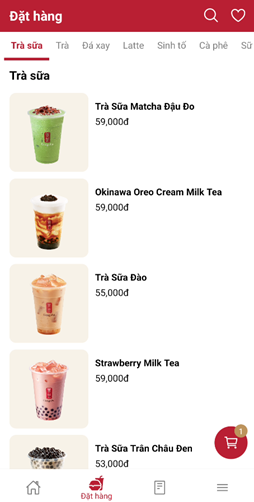 Đặt hàng
Trà sữa Trà Đá xay Latte Sinh tố Cà phê Sữ
Trà sữa
Trà Sữa Matcha Đậu Đỏ
59,000đ
Okinawa Oreo Cream Milk Tea
59,000đ
Trà Sữa Đào
55,000đ
Strawberry Milk Tea
59,000đ
Trà Sữa Trân Châu Đen
53,000đ
1
Đặt hàng